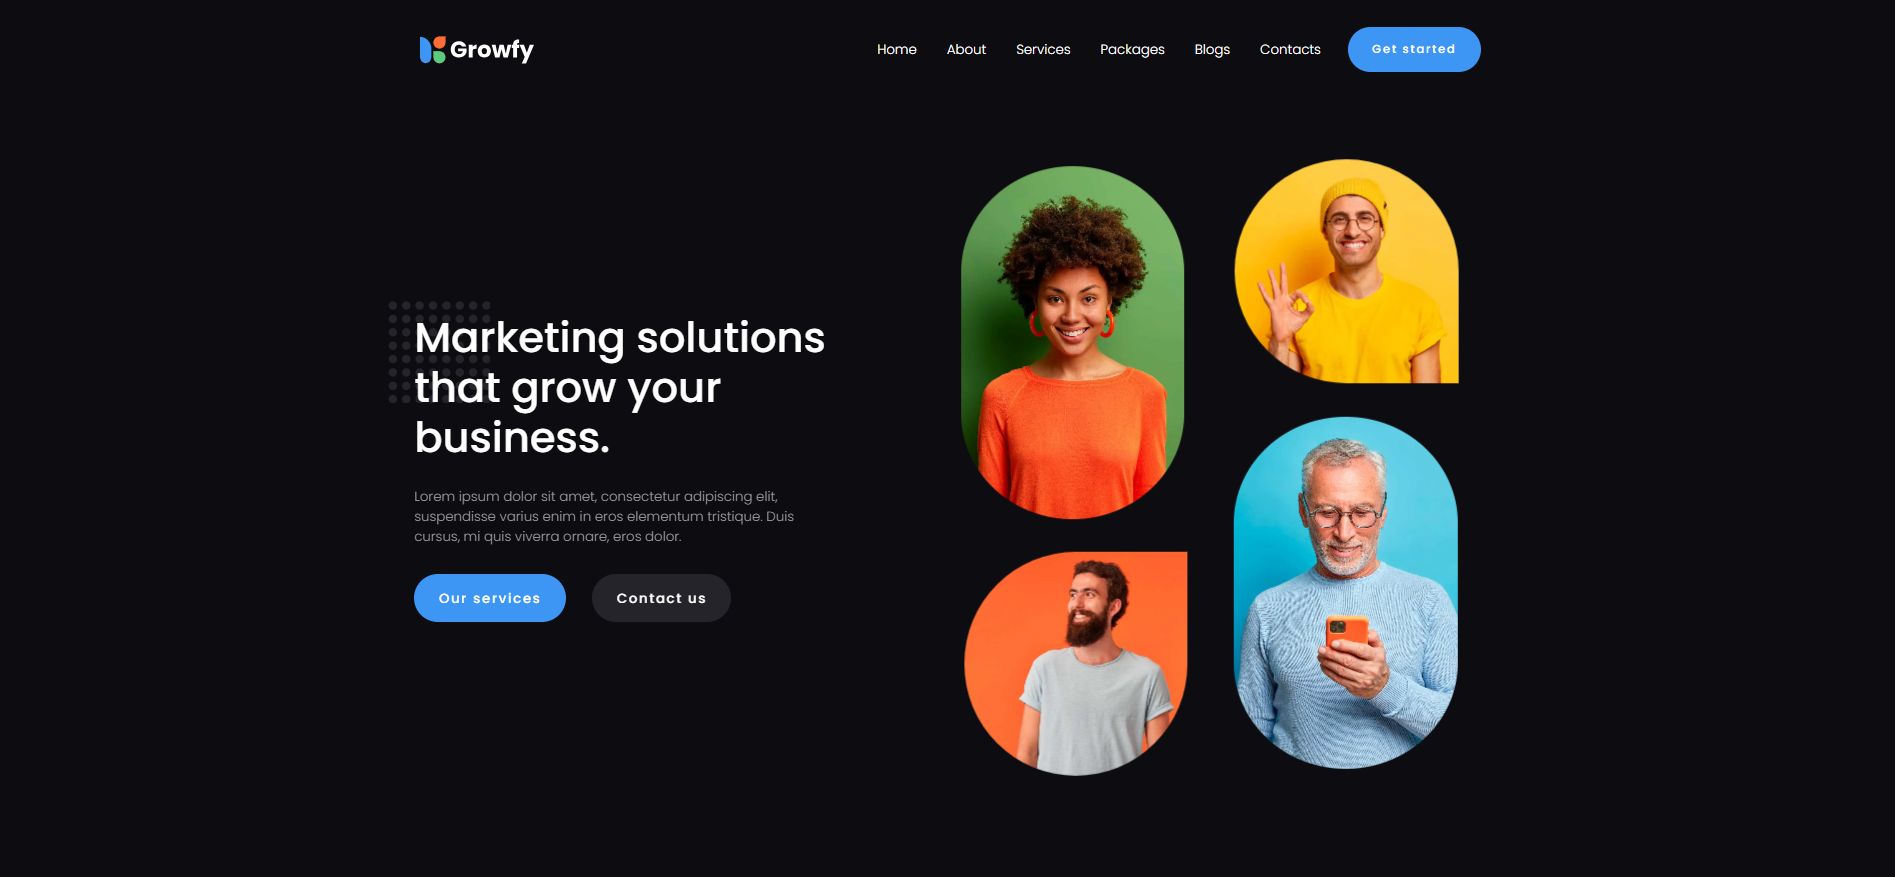 Growfy
Home About Services Packages Blogs Contacts Get started
Marketing solutions
that grow your
business.
Lorem ipsum dolor sit amet, consectetur adipiscing elit,
suspendisse varius enim in eros elementum tristique. Duis
cursus, mi quis viverra ornare, eros dolor.
Our services Contact us